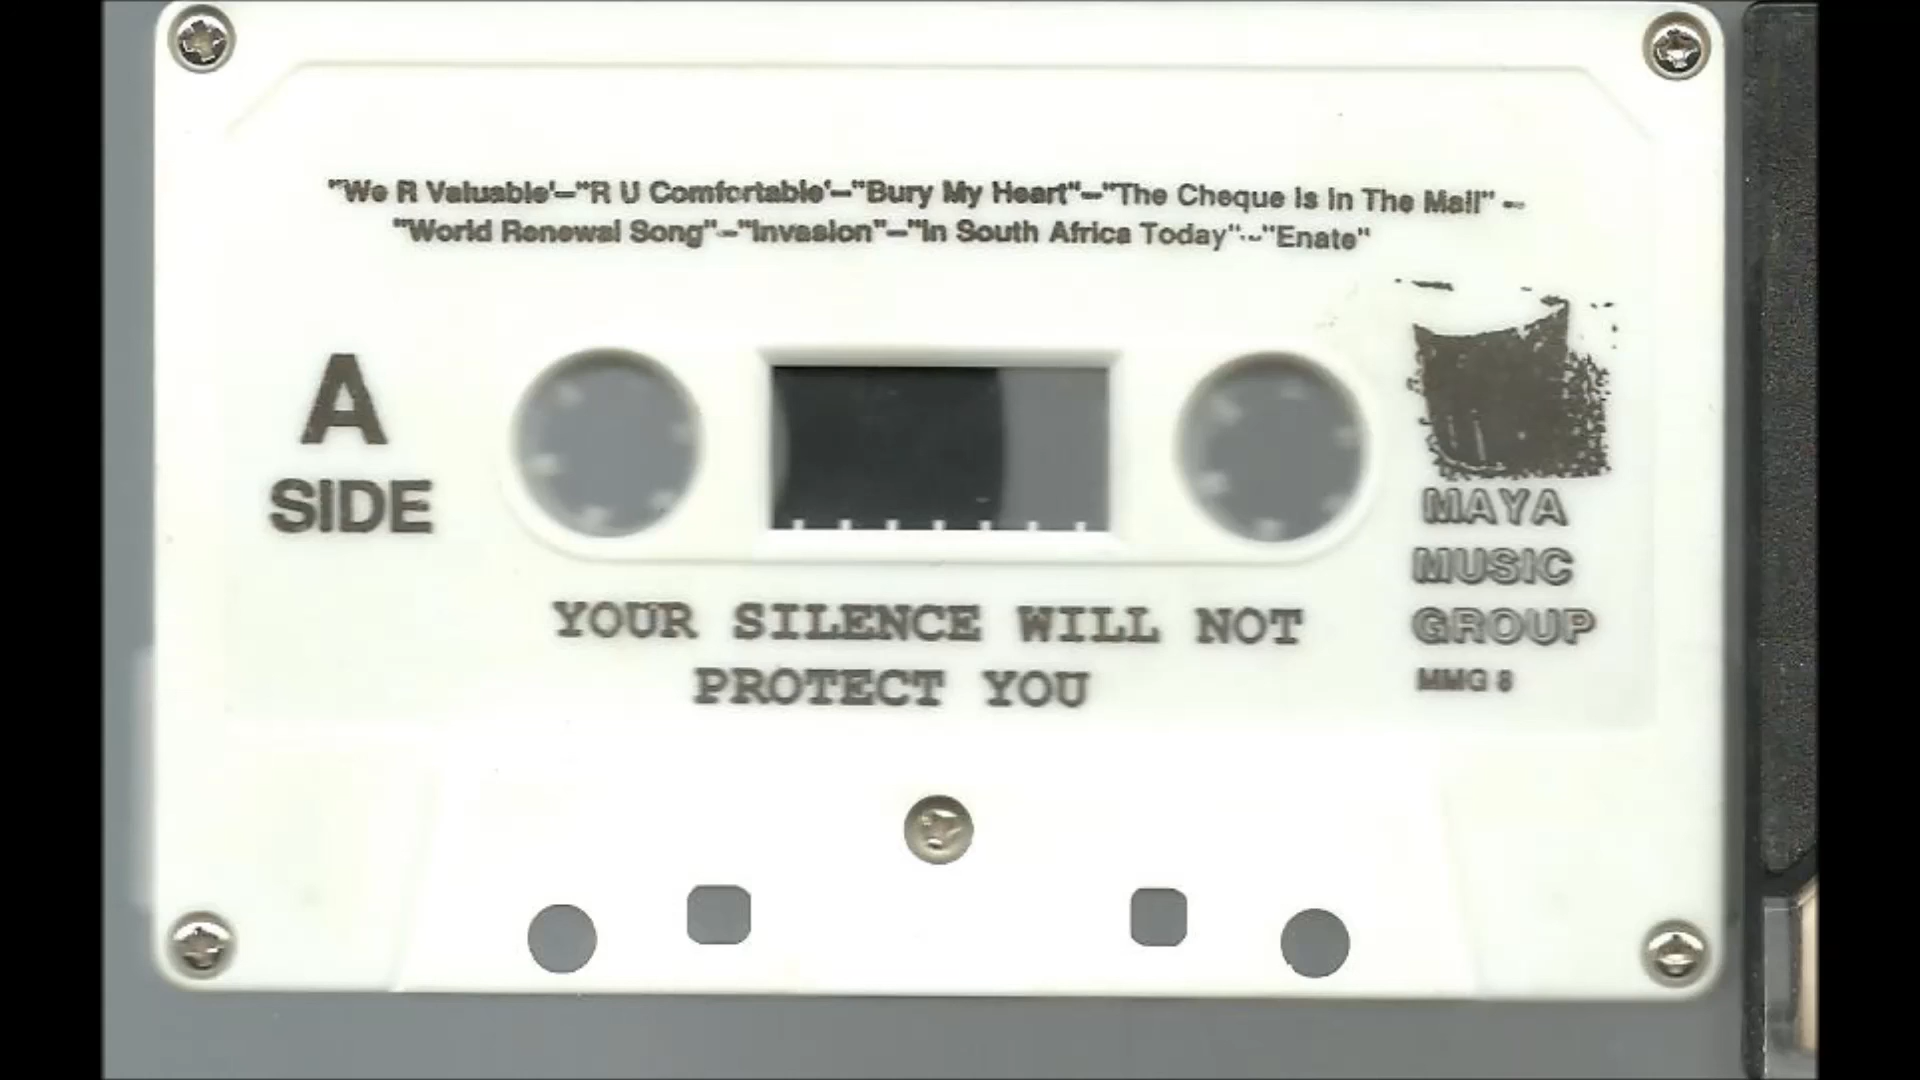 "We R Valuable'–"R U Comfortable'–"Bury My Heart"–"The Cheque Is In The Mail" –
"World Renewal Song"–"Invasion"–"In South Africa Today"--"Enate"
A
SIDE
YOUR SILENCE WILL NOT
PROTECT YOU
MAYA
MUSIC
GROUP
MMG 8